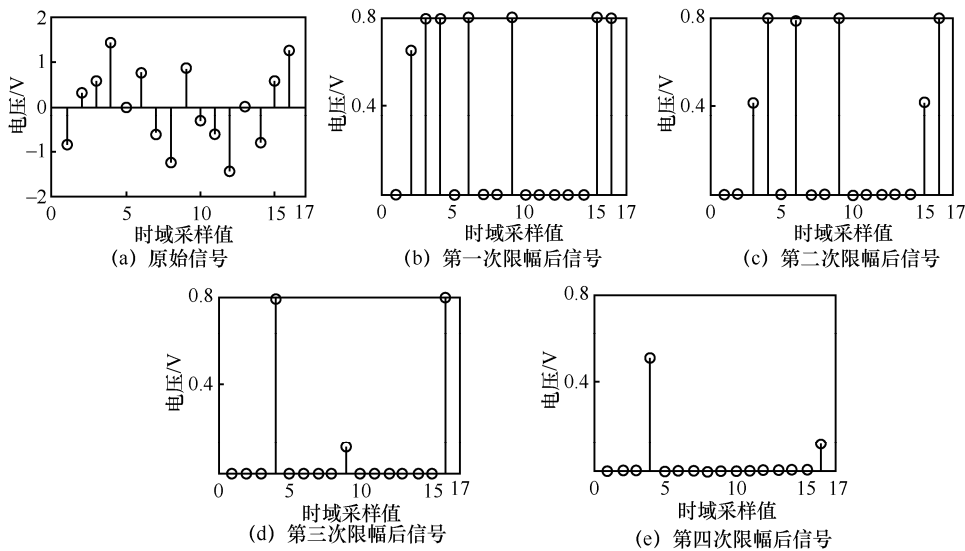 2
1
0
−1
−2
电压/V
0
5
10
15 17
时域采样值
(a) 原始信号
0.8
0.4
电压/V
0
5
10
15 17
时域采样值
(b) 第一次限幅后信号
0.8
0.4
电压/V
0
5
10
15 17
时域采样值
(c) 第二次限幅后信号
0.8
0.4
电压/V
0
5
10
15 17
时域采样值
(d) 第三次限幅后信号
0.8
0.4
电压/V
0
5
10
15 17
时域采样值
(e) 第四次限幅后信号